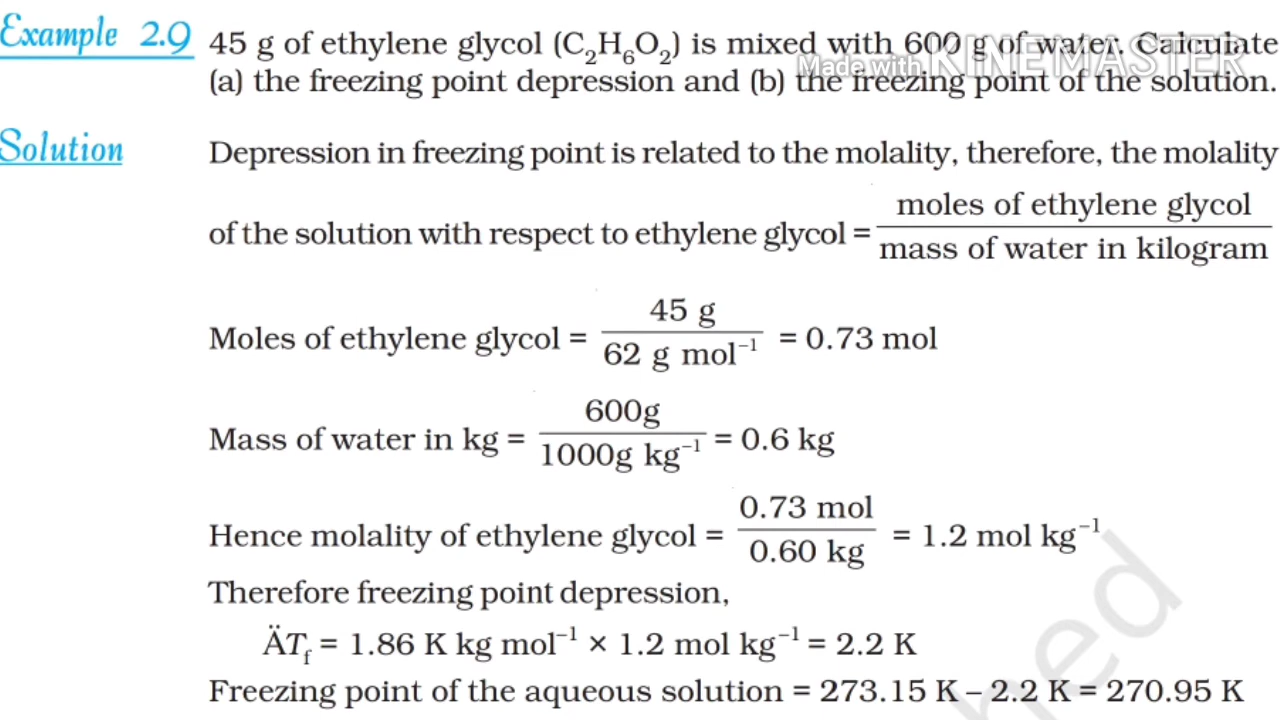 Example 2.9 45 g of ethylene glycol (C₂H₆O₂) is mixed with 600 g of water. Calculate
Made with KINEMASTER
(a) the freezing point depression and (b) the freezing point of the solution.
Solution Depression in freezing point is related to the molality, therefore, the molality
of the solution with respect to ethylene glycol = moles of ethylene glycol / mass of water in kilogram
Moles of ethylene glycol = 45 g / 62 g mol⁻¹ = 0.73 mol
Mass of water in kg = 600g / 1000g kg⁻¹ = 0.6 kg
Hence molality of ethylene glycol = 0.73 mol / 0.60 kg = 1.2 mol kg⁻¹
Therefore freezing point depression,
ÄT_f = 1.86 K kg mol⁻¹ × 1.2 mol kg⁻¹ = 2.2 K
Freezing point of the aqueous solution = 273.15 K – 2.2 K = 270.95 K
hed